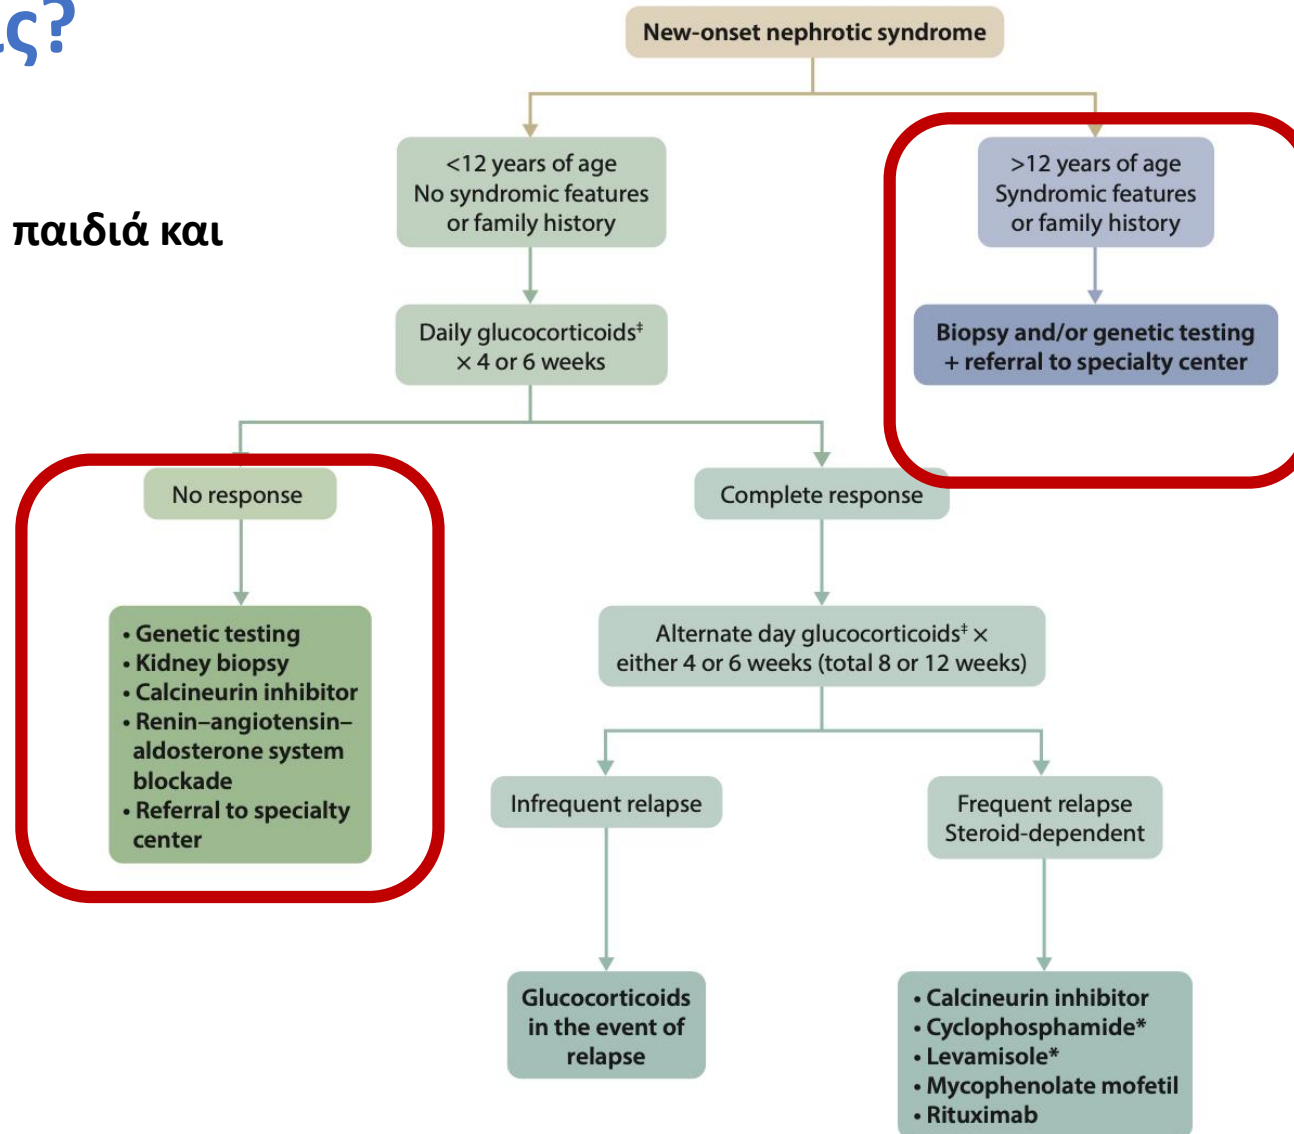 New-onset nephrotic syndrome
<12 years of age
No syndromic features
or family history
>12 years of age
Syndromic features
or family history
παιδιά και
Daily glucocorticoids‡
× 4 or 6 weeks
Biopsy and/or genetic testing
+ referral to specialty center
No response
Complete response
• Genetic testing
• Kidney biopsy
• Calcineurin inhibitor
• Renin–angiotensin–
aldosterone system
blockade
• Referral to specialty
center
Alternate day glucocorticoids‡ ×
either 4 or 6 weeks (total 8 or 12 weeks)
Infrequent relapse
Frequent relapse
Steroid-dependent
Glucocorticoids
in the event of
relapse
• Calcineurin inhibitor
• Cyclophosphamide*
• Levamisole*
• Mycophenolate mofetil
• Rituximab